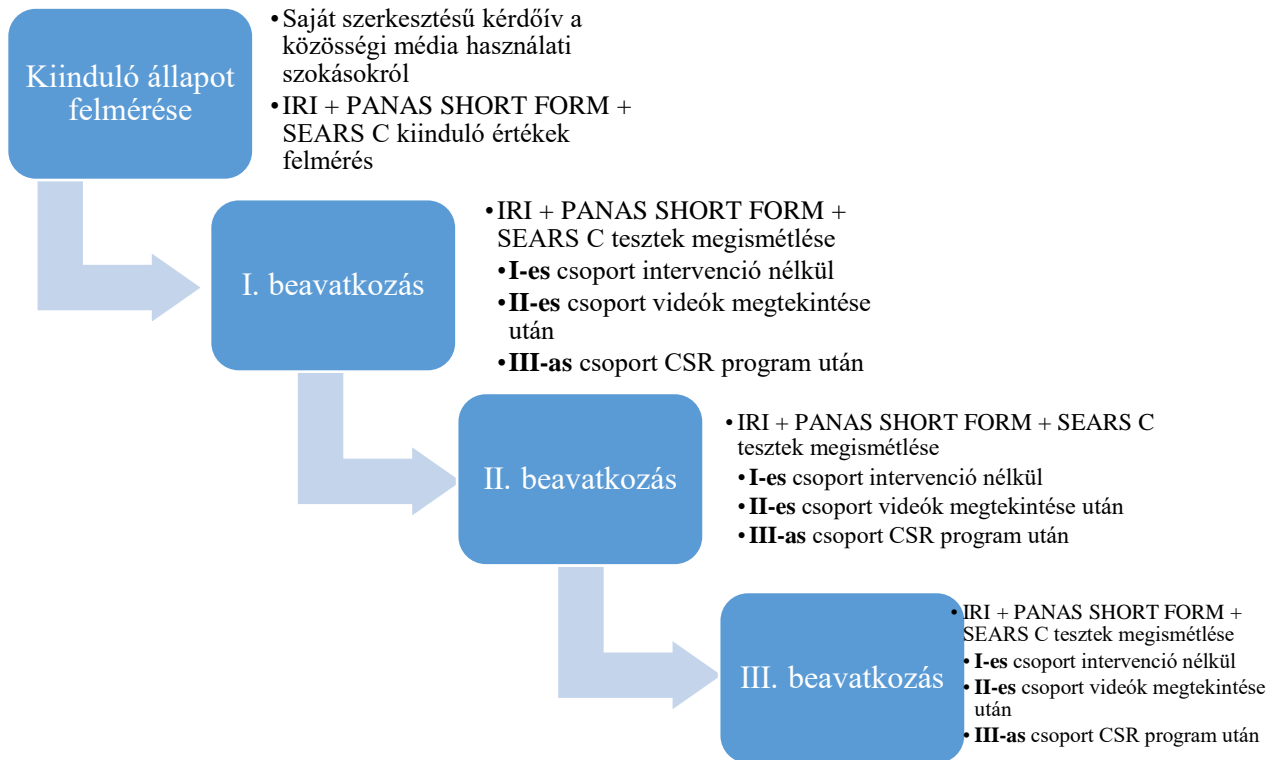 Kiinduló állapot
felmérése
• Saját szerkesztésű kérdőív a
közösségi média használati
szokásokról
• IRI + PANAS SHORT FORM +
SEARS C kiinduló értékek
felmérés
I. beavatkozás
• IRI + PANAS SHORT FORM +
SEARS C tesztek megismétlése
• I-es csoport intervenció nélkül
• II-es csoport videók megtekintése
után
• III-as csoport CSR program után
II. beavatkozás
• IRI + PANAS SHORT FORM + SEARS C
tesztek megismétlése
• I-es csoport intervenció nélkül
• II-es csoport videók megtekintése után
• III-as csoport CSR program után
III. beavatkozás
• IRI + PANAS SHORT FORM +
SEARS C tesztek megismétlése
• I-es csoport intervenció nélkül
• II-es csoport videók megtekintése
után
• III-as csoport CSR program után